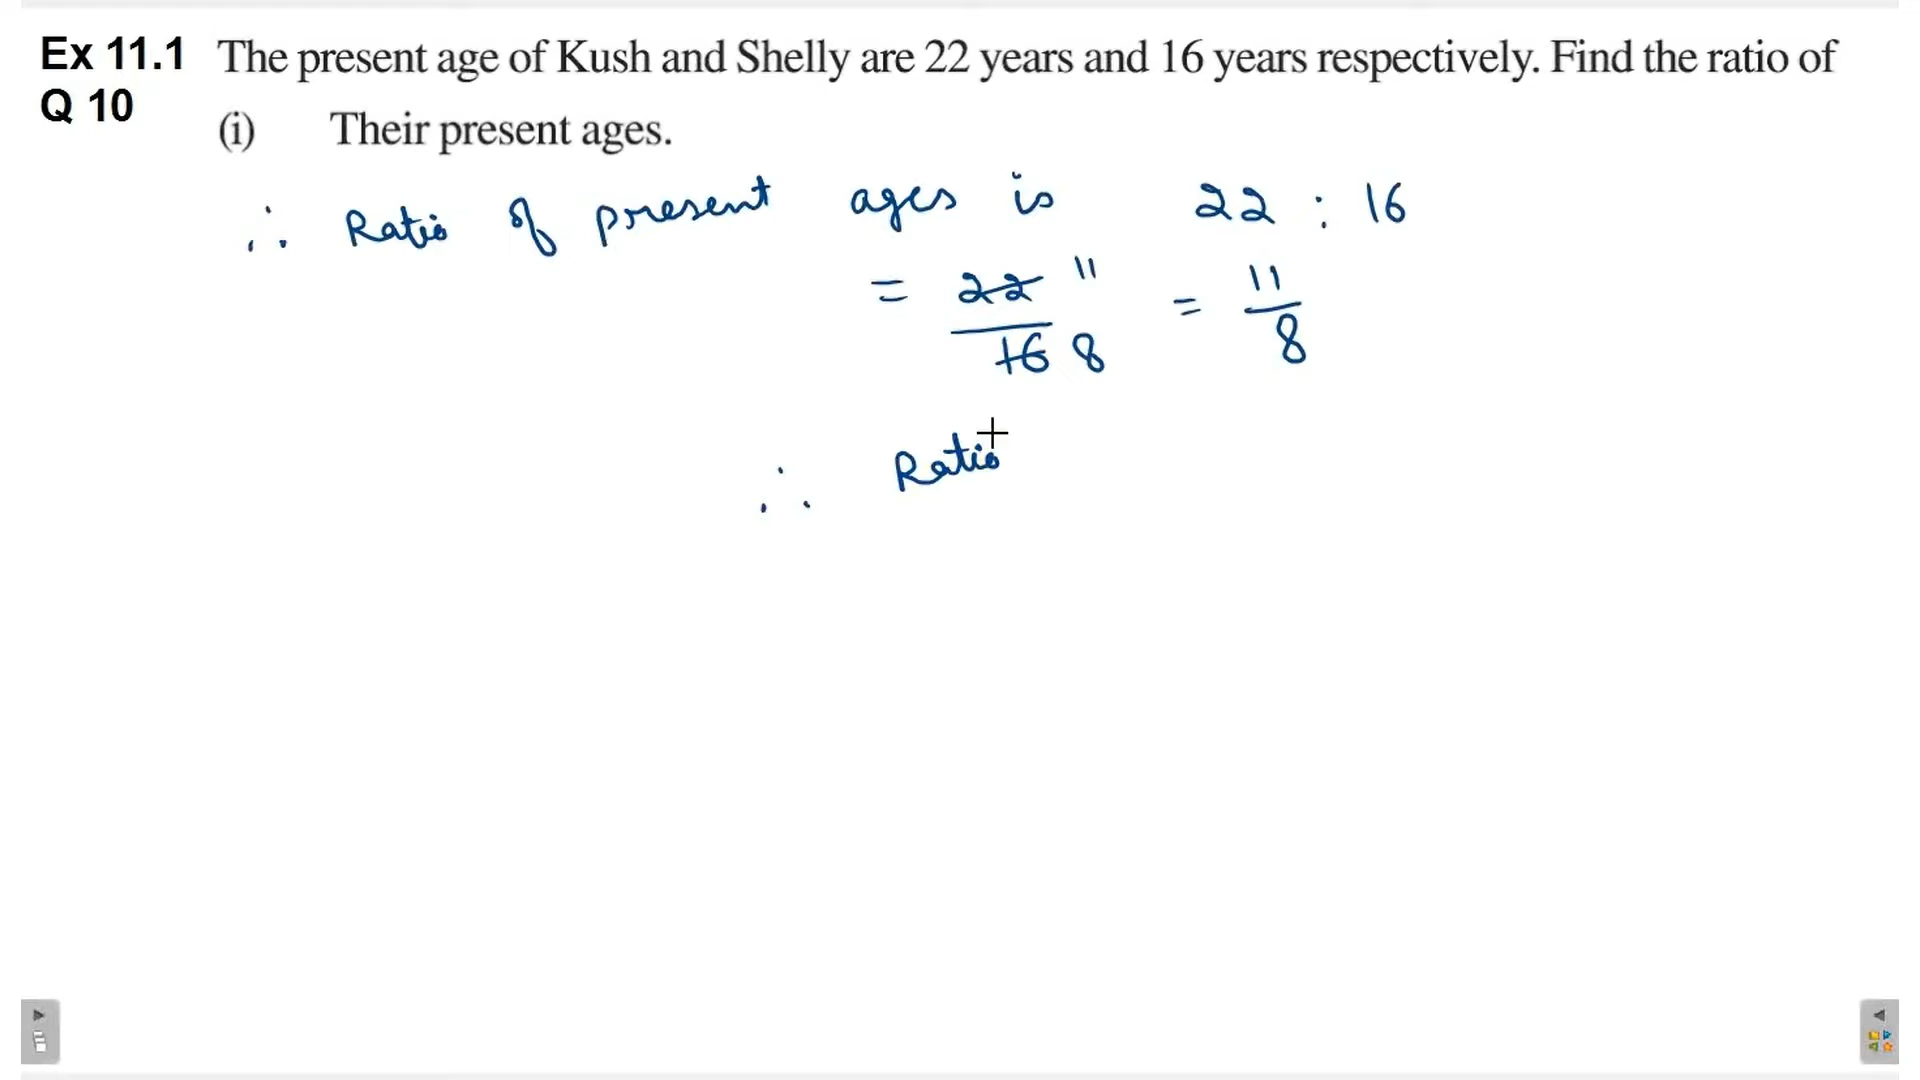 Ex 11.1 The present age of Kush and Shelly are 22 years and 16 years respectively. Find the ratio of
Q 10
(i) Their present ages.
∴ Ratio of present ages is 22 : 16
= 22/16 11/8 = 11/8
∴ Ratio